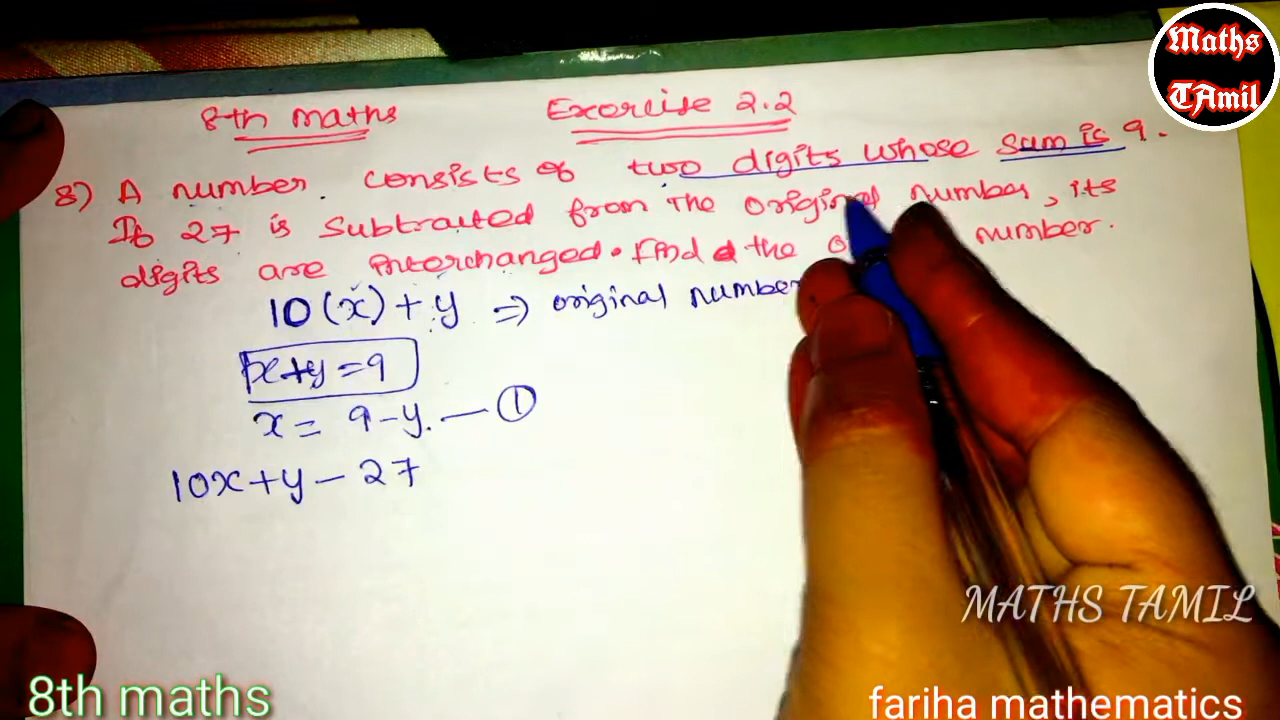 Maths
TAmil
8th maths Exercise 2.2
8) A number consists of two digits whose sum is 9.
If 27 is subtracted from the original number, its
digits are interchanged. Find the number.
10(x)+y ⇒ original number
x+y=9
x = 9-y. — ①
10x+y-27
MATHS TAMIL
8th maths
fariha mathematics